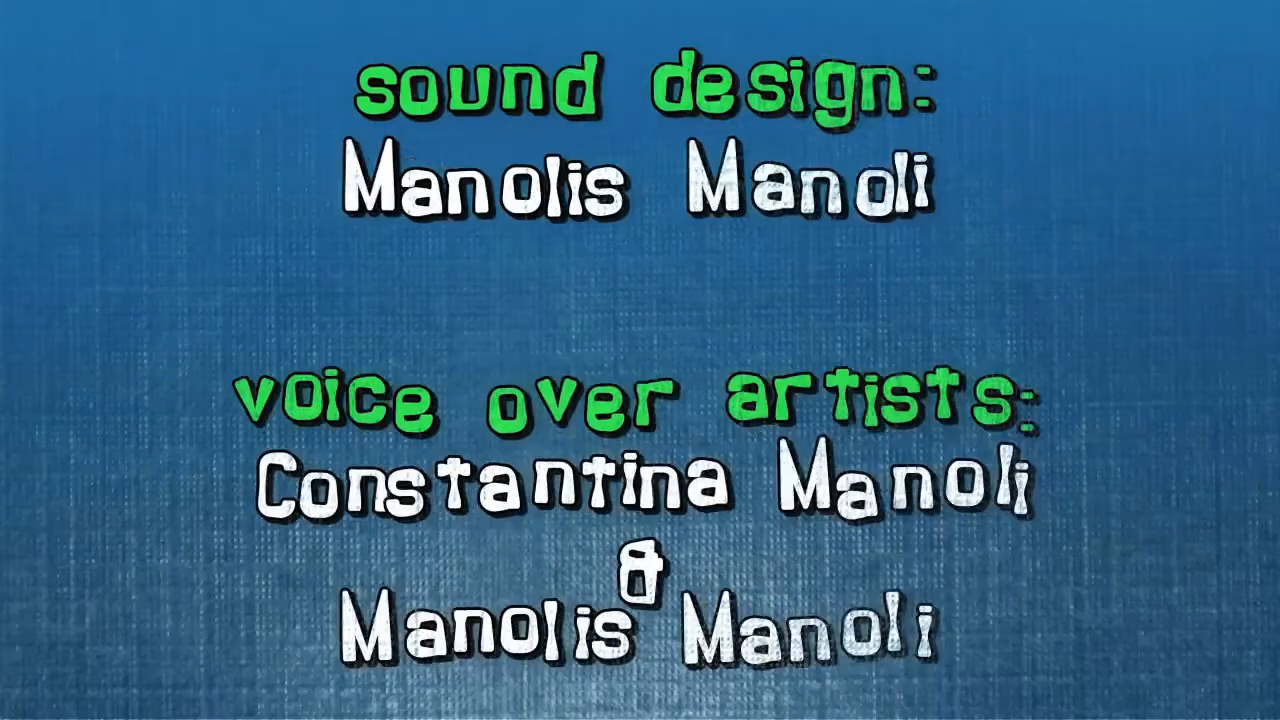 sound design:
Manolis Manoli
voice over artists:
Constantina Manoli
&
Manolis Manoli